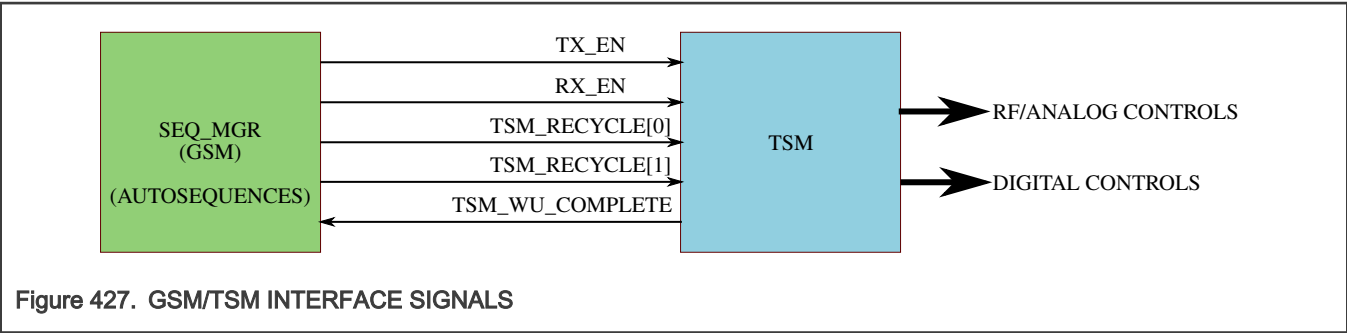 TX_EN
RX_EN
TSM_RECYCLE[0]
TSM_RECYCLE[1]
TSM_WU_COMPLETE
SEQ_MGR
(GSM)
(AUTOSEQUENCES)
TSM
RF/ANALOG CONTROLS
DIGITAL CONTROLS
Figure 427. GSM/TSM INTERFACE SIGNALS